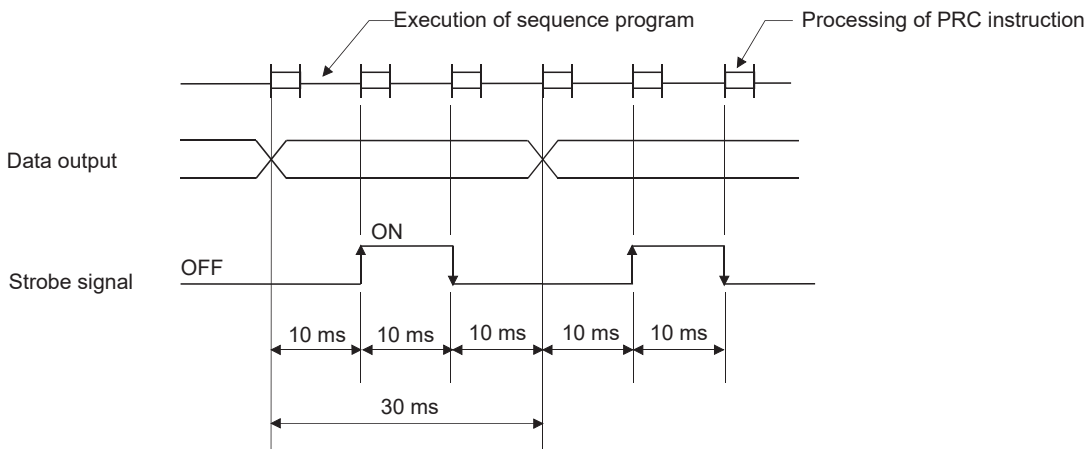 Execution of sequence program
Processing of PRC instruction
Data output
ON
OFF
Strobe signal
10 ms
10 ms
10 ms
10 ms
10 ms
30 ms